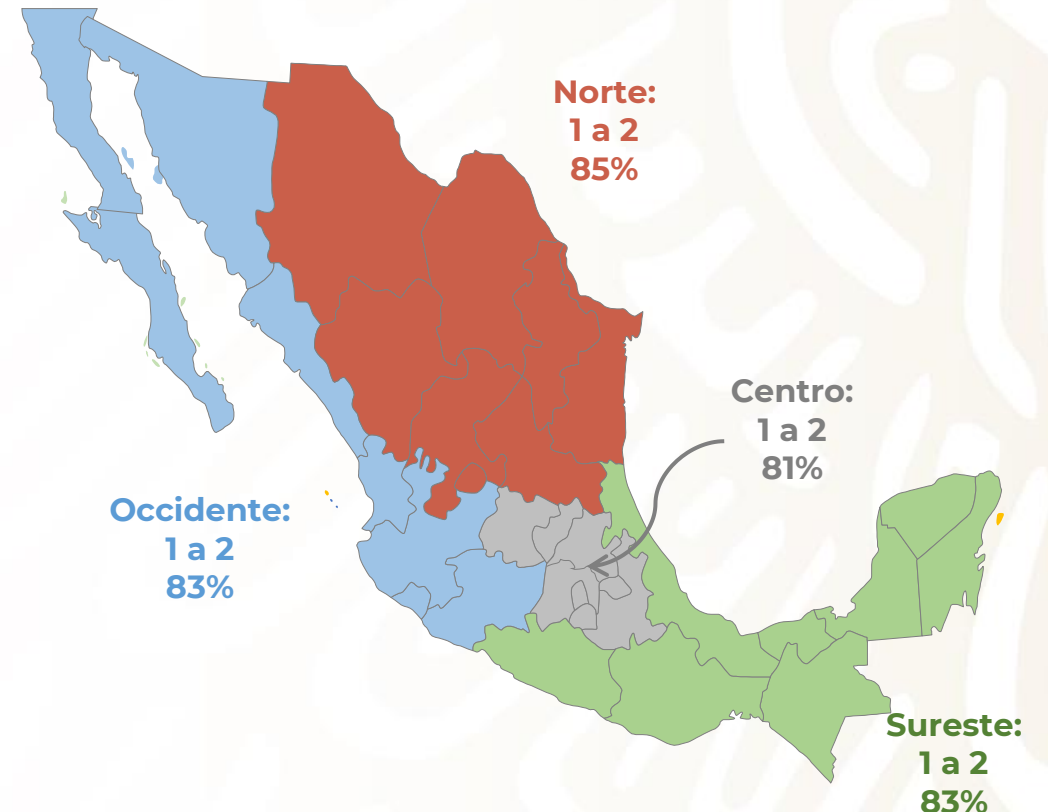 Norte:
1 a 2
85%
Centro:
1 a 2
81%
Occidente:
1 a 2
83%
Sureste:
1 a 2
83%